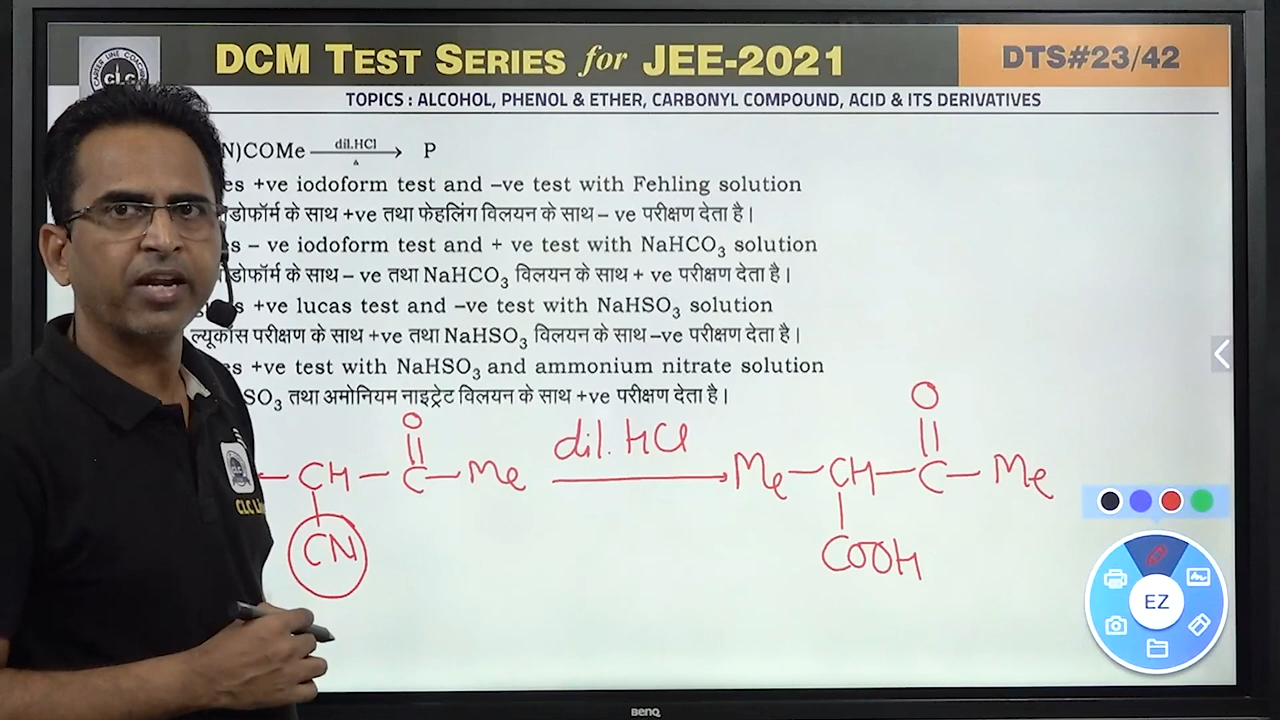 DCM TEST SERIES for JEE-2021
DTS#23/42
CLC
TOPICS : ALCOHOL, PHENOL & ETHER, CARBONYL COMPOUND, ACID & ITS DERIVATIVES
N)COMe dil.HCl Δ P
es +ve iodoform test and –ve test with Fehling solution
डोफॉर्म के साथ +ve तथा फेहलिंग विलयन के साथ – ve परीक्षण देता है।
es – ve iodoform test and + ve test with NaHCO3 solution
डोफॉर्म के साथ – ve तथा NaHCO3 विलयन के साथ + ve परीक्षण देता है।
+ve lucas test and –ve test with NaHSO3 solution
ल्यूकॉस परीक्षण के साथ +ve तथा NaHSO3 विलयन के साथ –ve परीक्षण देता है।
es +ve test with NaHSO3 and ammonium nitrate solution
SO3 तथा अमोनियम नाइट्रेट विलयन के साथ +ve परीक्षण देता है।
O
O
dil. HCl
— CH — C — Me
Me — CH — C — Me
CN
COOH
CLC
EZ
BenQ